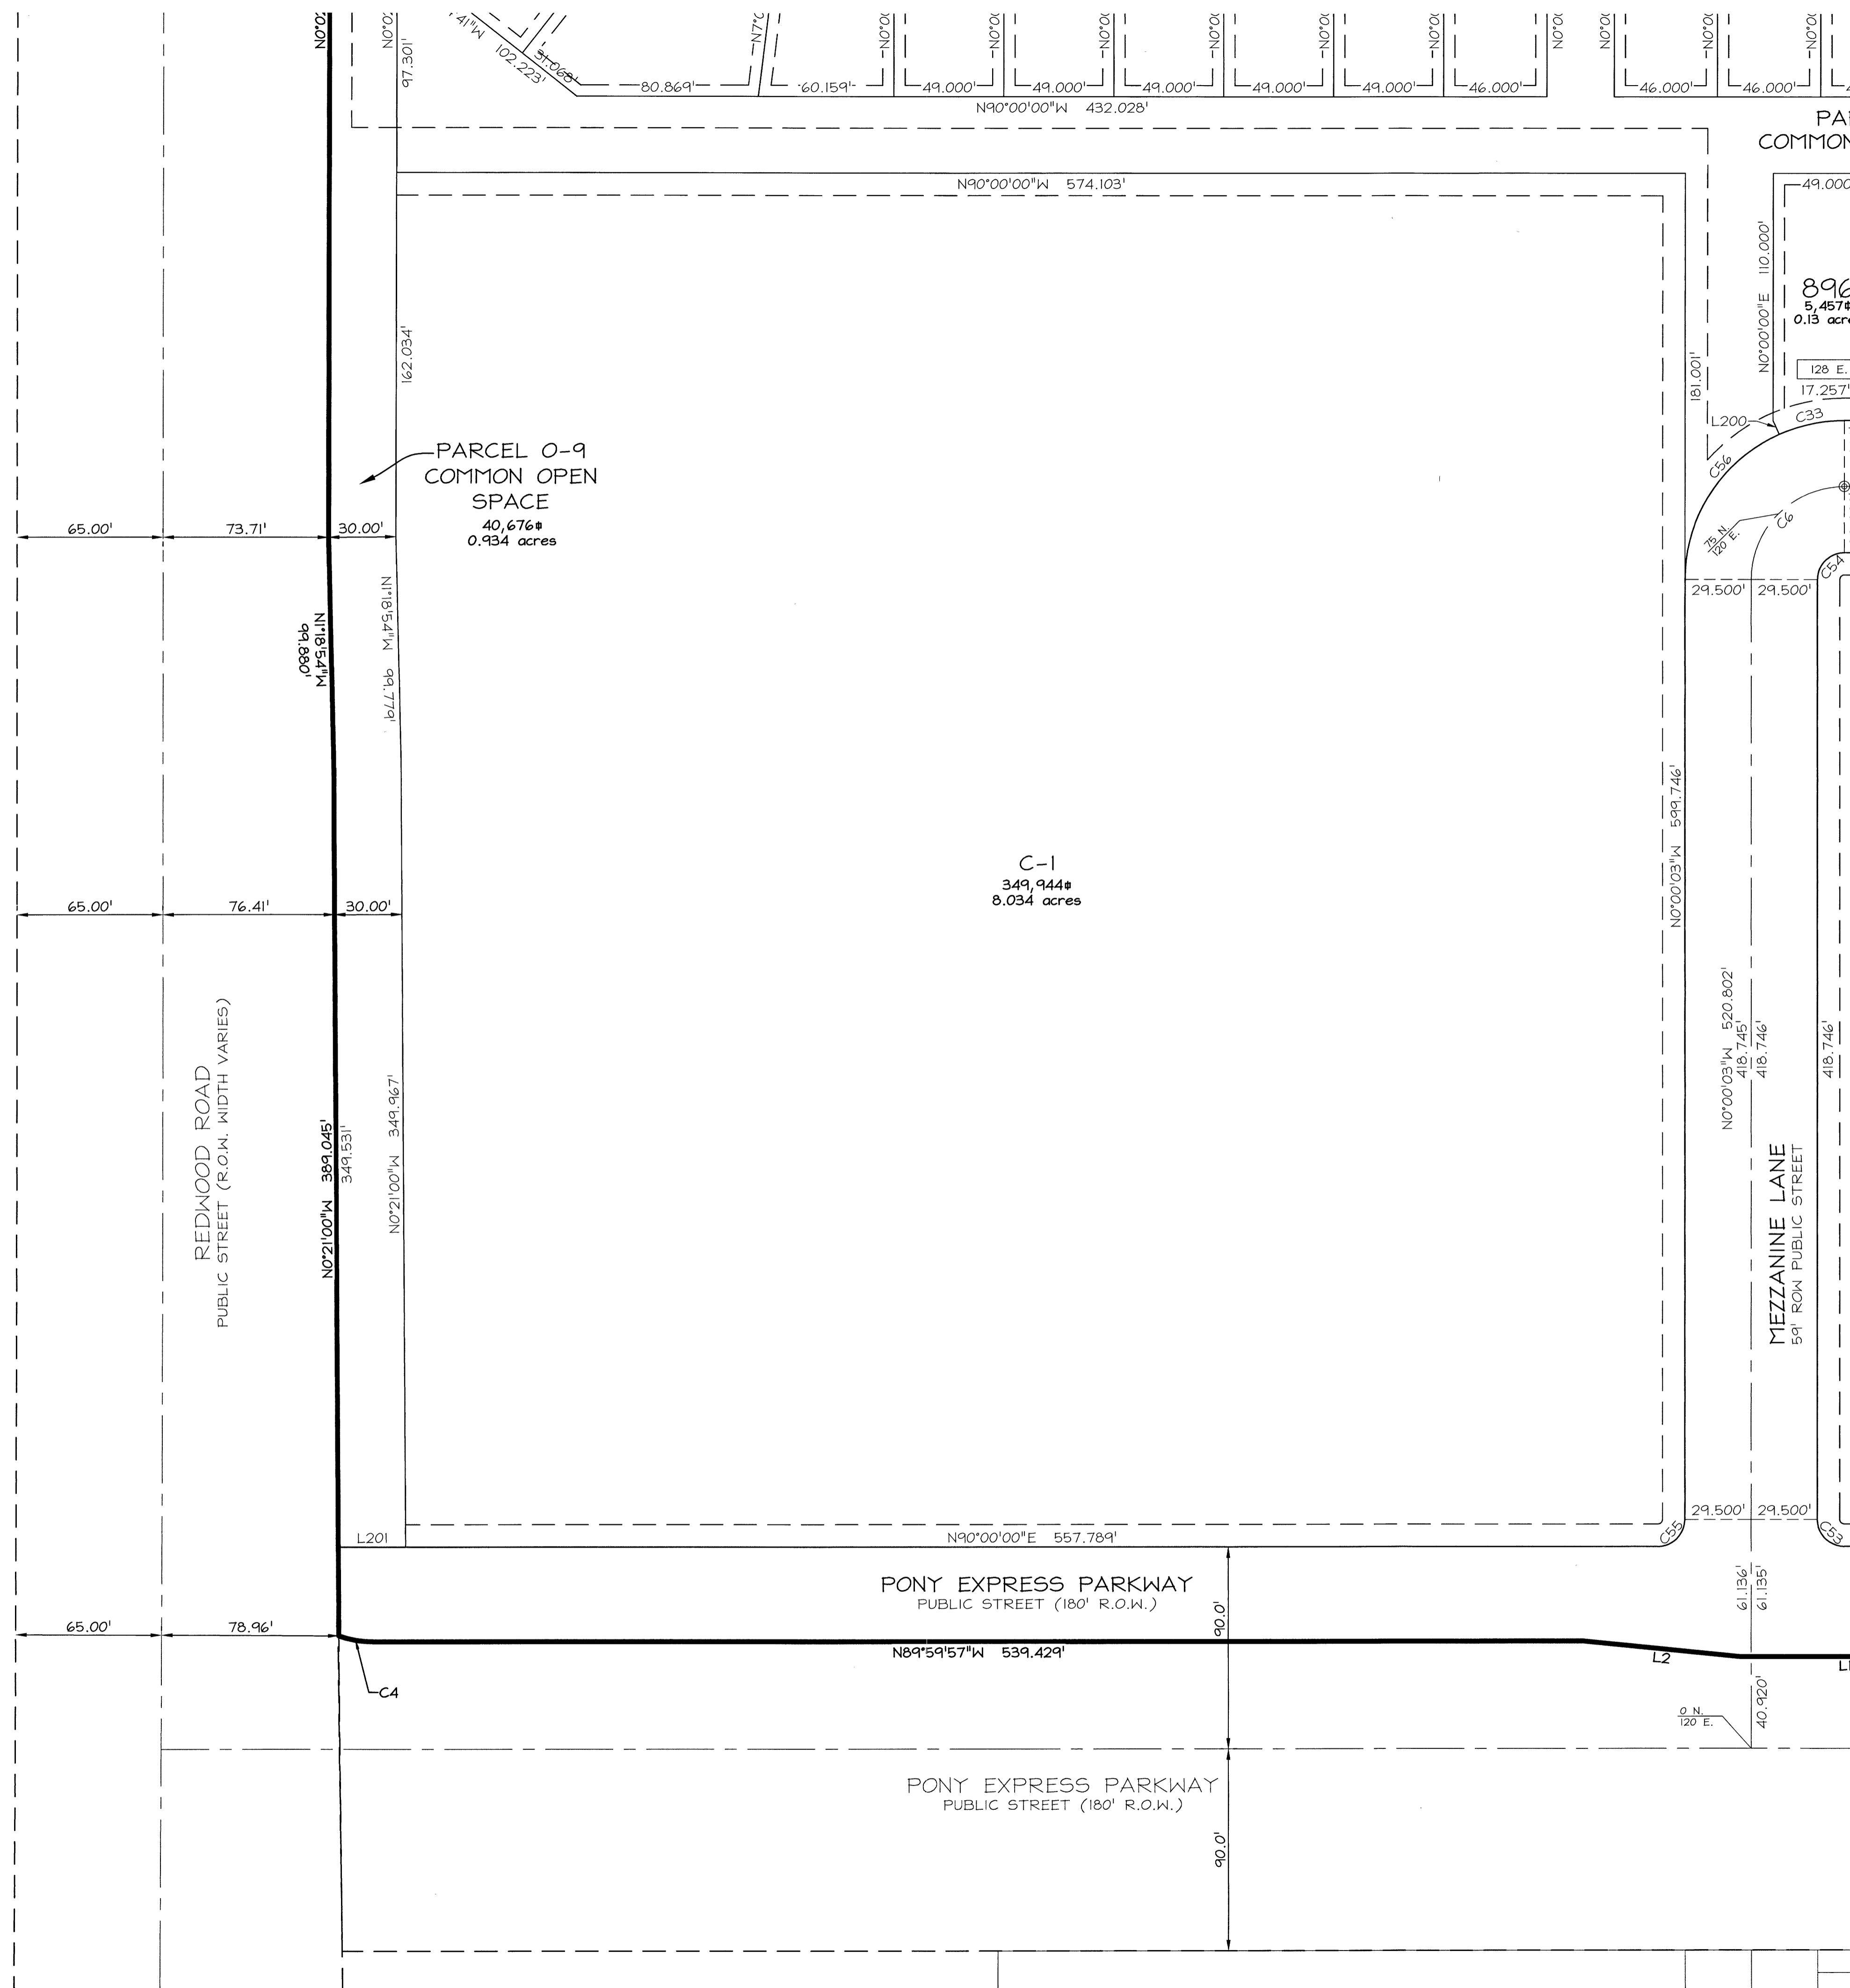 97.301'
102.223'
31.068'
80.869'
60.159'
49.000'
49.000'
49.000'
49.000'
49.000'
46.000'
46.000'
46.000'
N90°00'00"W 432.028'
N90°00'00"W 574.103'
49.000
N0°00'00"E 110.000'
5,457
0.13
128 E.
17.257'
C33
L200
C56
C6
C54
75 N.
120 E.
162.034'
181.001'
PARCEL O-9
COMMON OPEN
SPACE
40,676⌗
0.934 acres
65.00'
73.71'
30.00'
29.500'
29.500'
N1°18'54"W
99.880'
N1°18'54"W 99.779'
N0°00'03"W 599.746'
C-1
349,944⌗
8.034 acres
65.00'
76.41'
30.00'
N0°00'03"W 520.802'
418.745'
418.746'
418.746'
REDWOOD ROAD
PUBLIC STREET (R.O.W. WIDTH VARIES)
N0°21'00"W 389.045'
349.531'
N0°21'00"W 349.967'
MEZZANINE LANE
59' ROW PUBLIC STREET
29.500'
29.500'
C55
C53
L201
N90°00'00"E 557.789'
PONY EXPRESS PARKWAY
PUBLIC STREET (180' R.O.W.)
90.0'
61.136'
61.135'
65.00'
78.96'
N89°59'57"W 539.429'
L2
C4
40.920'
0 N.
120 E.
PONY EXPRESS PARKWAY
PUBLIC STREET (180' R.O.W.)
90.0'